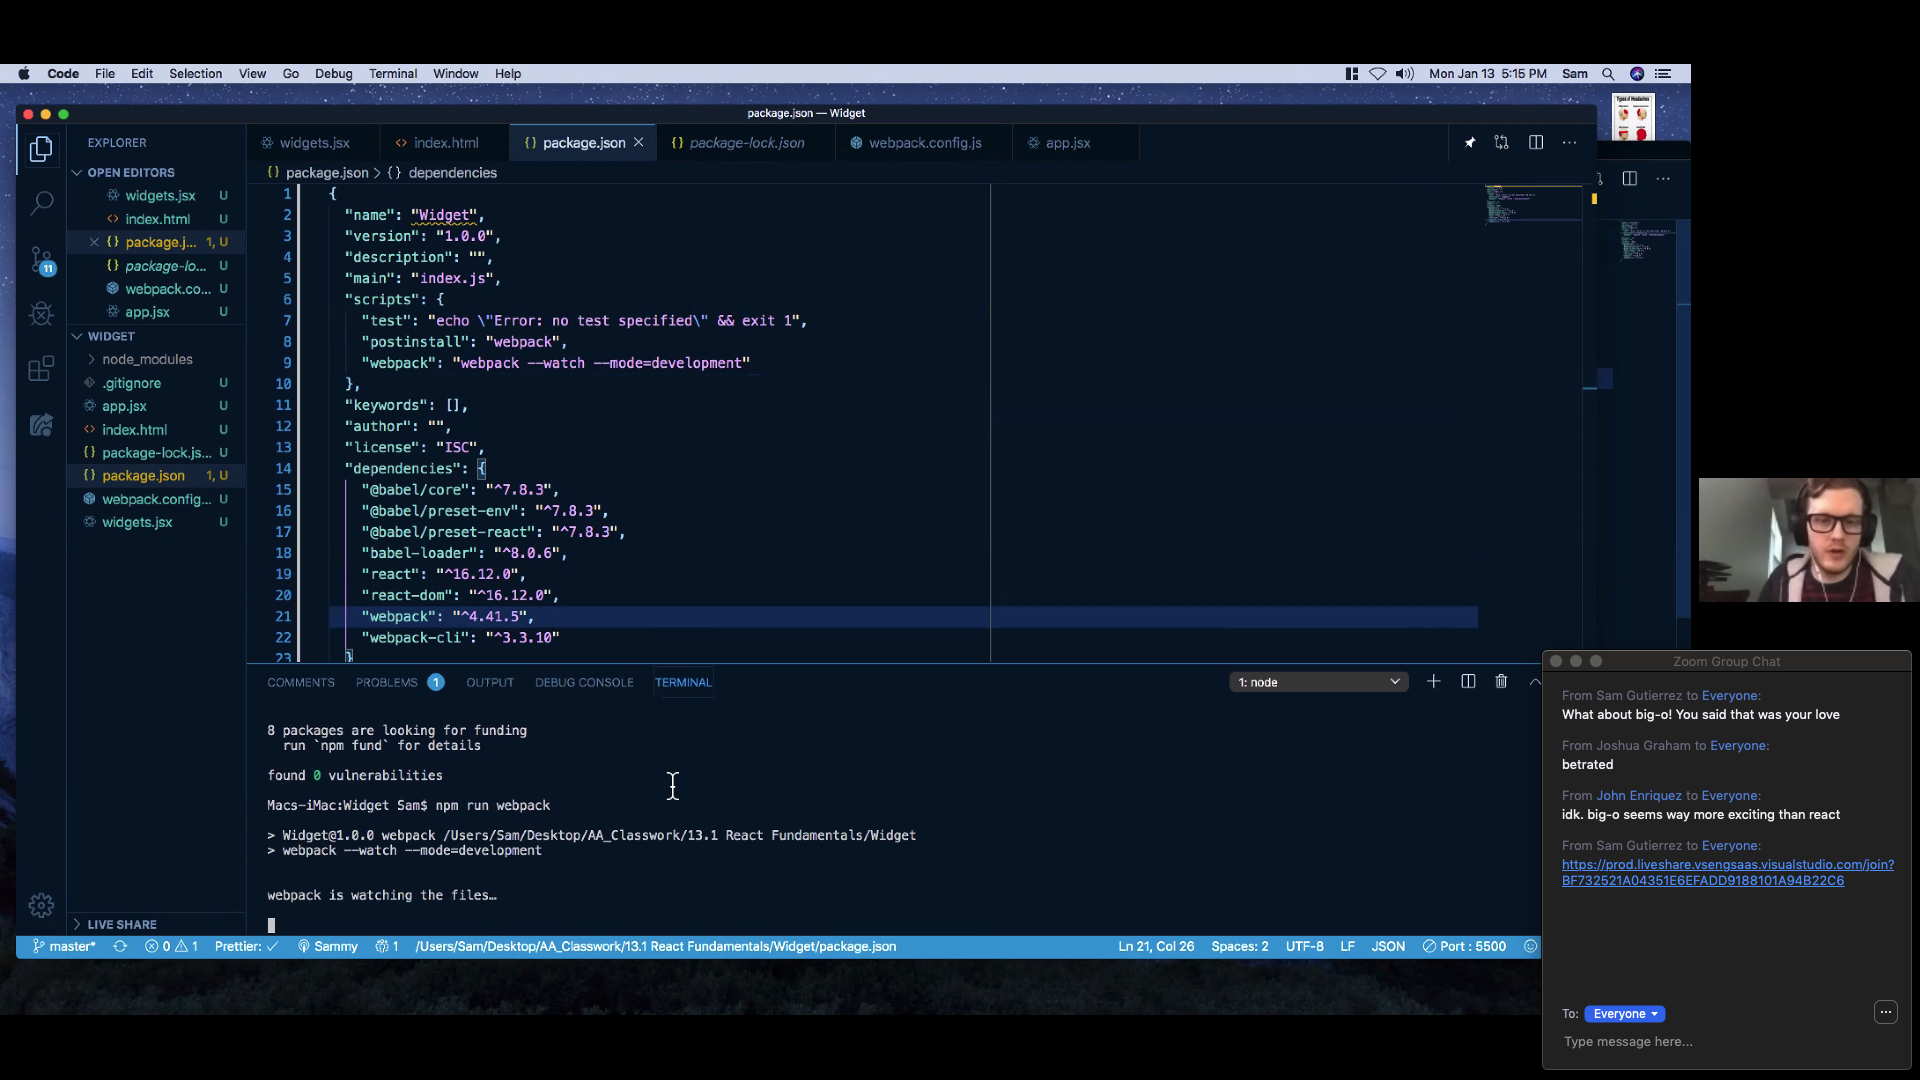 Code File Edit Selection View Go Debug Terminal Window Help
Mon Jan 13 5:15 PM Sam
package.json — Widget
Types of Headaches
EXPLORER
widgets.jsx
index.html
package.json
package-lock.json
webpack.config.js
app.jsx
OPEN EDITORS
widgets.jsx U
index.html U
package.j... 1, U
package-lo... U
webpack.co... U
app.jsx U
WIDGET
node_modules
.gitignore U
app.jsx U
index.html U
package-lock.js... U
package.json 1, U
webpack.config... U
widgets.jsx U
LIVE SHARE
11
package.json > {} dependencies
1 {
2 "name": "Widget",
3 "version": "1.0.0",
4 "description": "",
5 "main": "index.js",
6 "scripts": {
7 "test": "echo \"Error: no test specified\" && exit 1",
8 "postinstall": "webpack",
9 "webpack": "webpack --watch --mode=development"
10 },
11 "keywords": [],
12 "author": "",
13 "license": "ISC",
14 "dependencies": {
15 "@babel/core": "^7.8.3",
16 "@babel/preset-env": "^7.8.3",
17 "@babel/preset-react": "^7.8.3",
18 "babel-loader": "^8.0.6",
19 "react": "^16.12.0",
20 "react-dom": "^16.12.0",
21 "webpack": "^4.41.5",
22 "webpack-cli": "^3.3.10"
23 }
COMMENTS PROBLEMS 1 OUTPUT DEBUG CONSOLE TERMINAL
1: node
8 packages are looking for funding
run `npm fund` for details
found 0 vulnerabilities
Macs-iMac:Widget Sam$ npm run webpack
> Widget@1.0.0 webpack /Users/Sam/Desktop/AA_Classwork/13.1 React Fundamentals/Widget
> webpack --watch --mode=development
webpack is watching the files…
master* 0 1 Prettier: ✓ Sammy 1 /Users/Sam/Desktop/AA_Classwork/13.1 React Fundamentals/Widget/package.json
Ln 21, Col 26 Spaces: 2 UTF-8 LF JSON Port : 5500
Zoom Group Chat
From Sam Gutierrez to Everyone:
What about big-o! You said that was your love
From Joshua Graham to Everyone:
betrated
From John Enriquez to Everyone:
idk. big-o seems way more exciting than react
From Sam Gutierrez to Everyone:
https://prod.liveshare.vsengsaas.visualstudio.com/join?
BF732521A04351E6EFADD9188101A94B22C6
To: Everyone
Type message here...